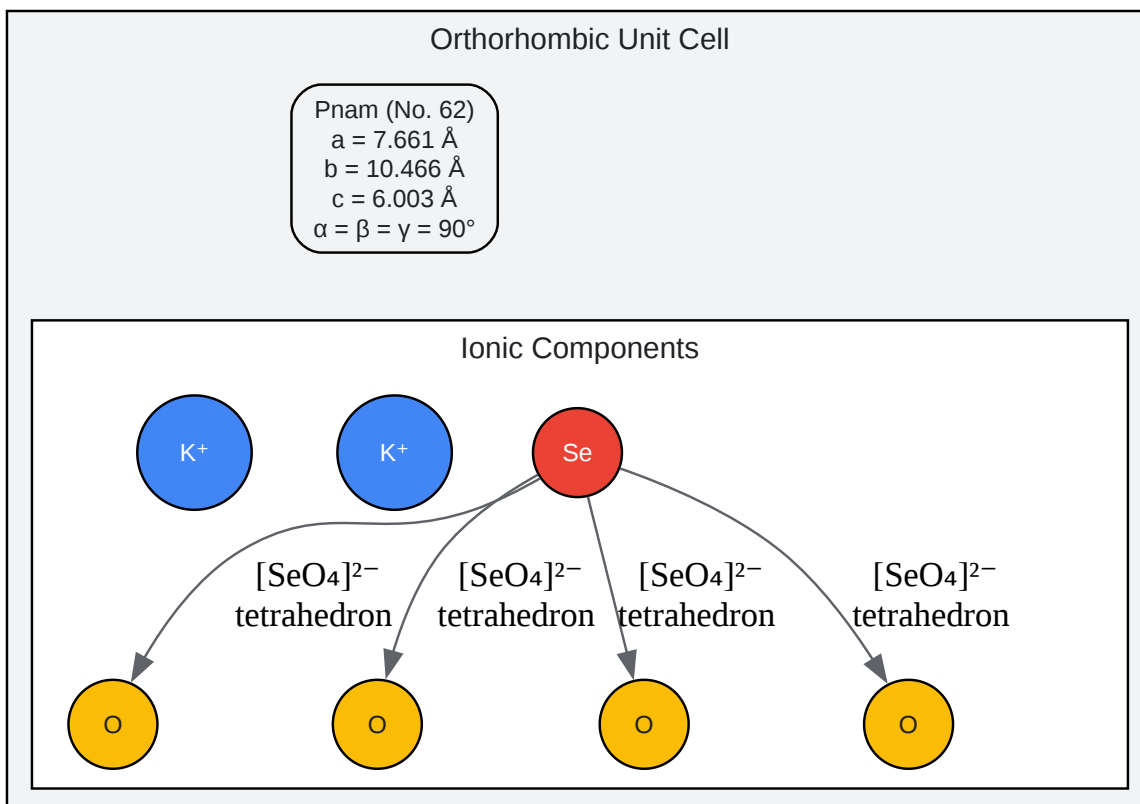 Orthorhombic Unit Cell
Pnam (No. 62)
a = 7.661 Å
b = 10.466 Å
c = 6.003 Å
α = β = γ = 90°
Ionic Components
K⁺ K⁺ Se
[SeO₄]²⁻ [SeO₄]²⁻ [SeO₄]²⁻ [SeO₄]²⁻
tetrahedron tetrahedron tetrahedron tetrahedron
O O O O